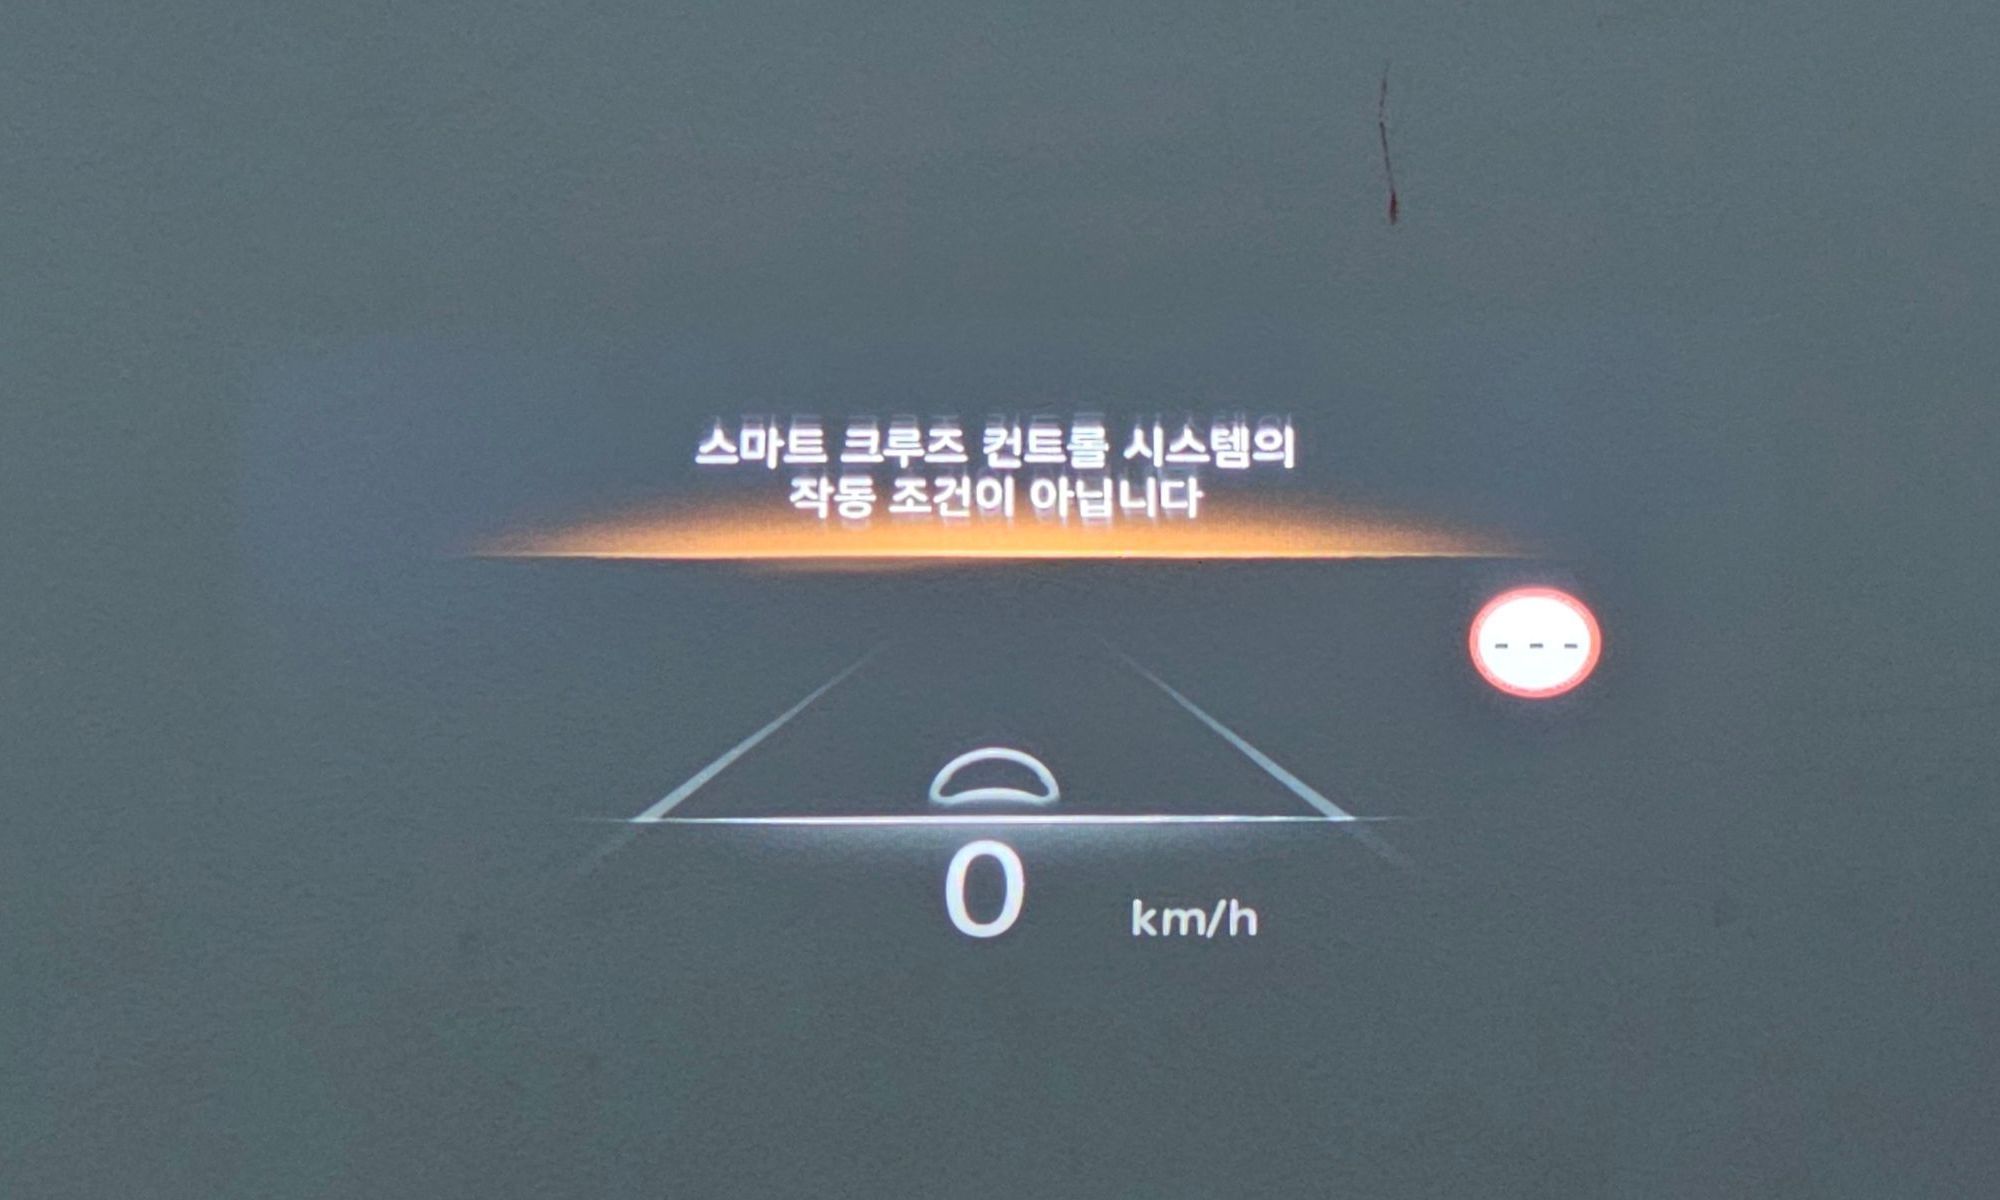 스마트 크루즈 컨트롤 시스템의
작동 조건이 아닙니다
- - -
0 km/h